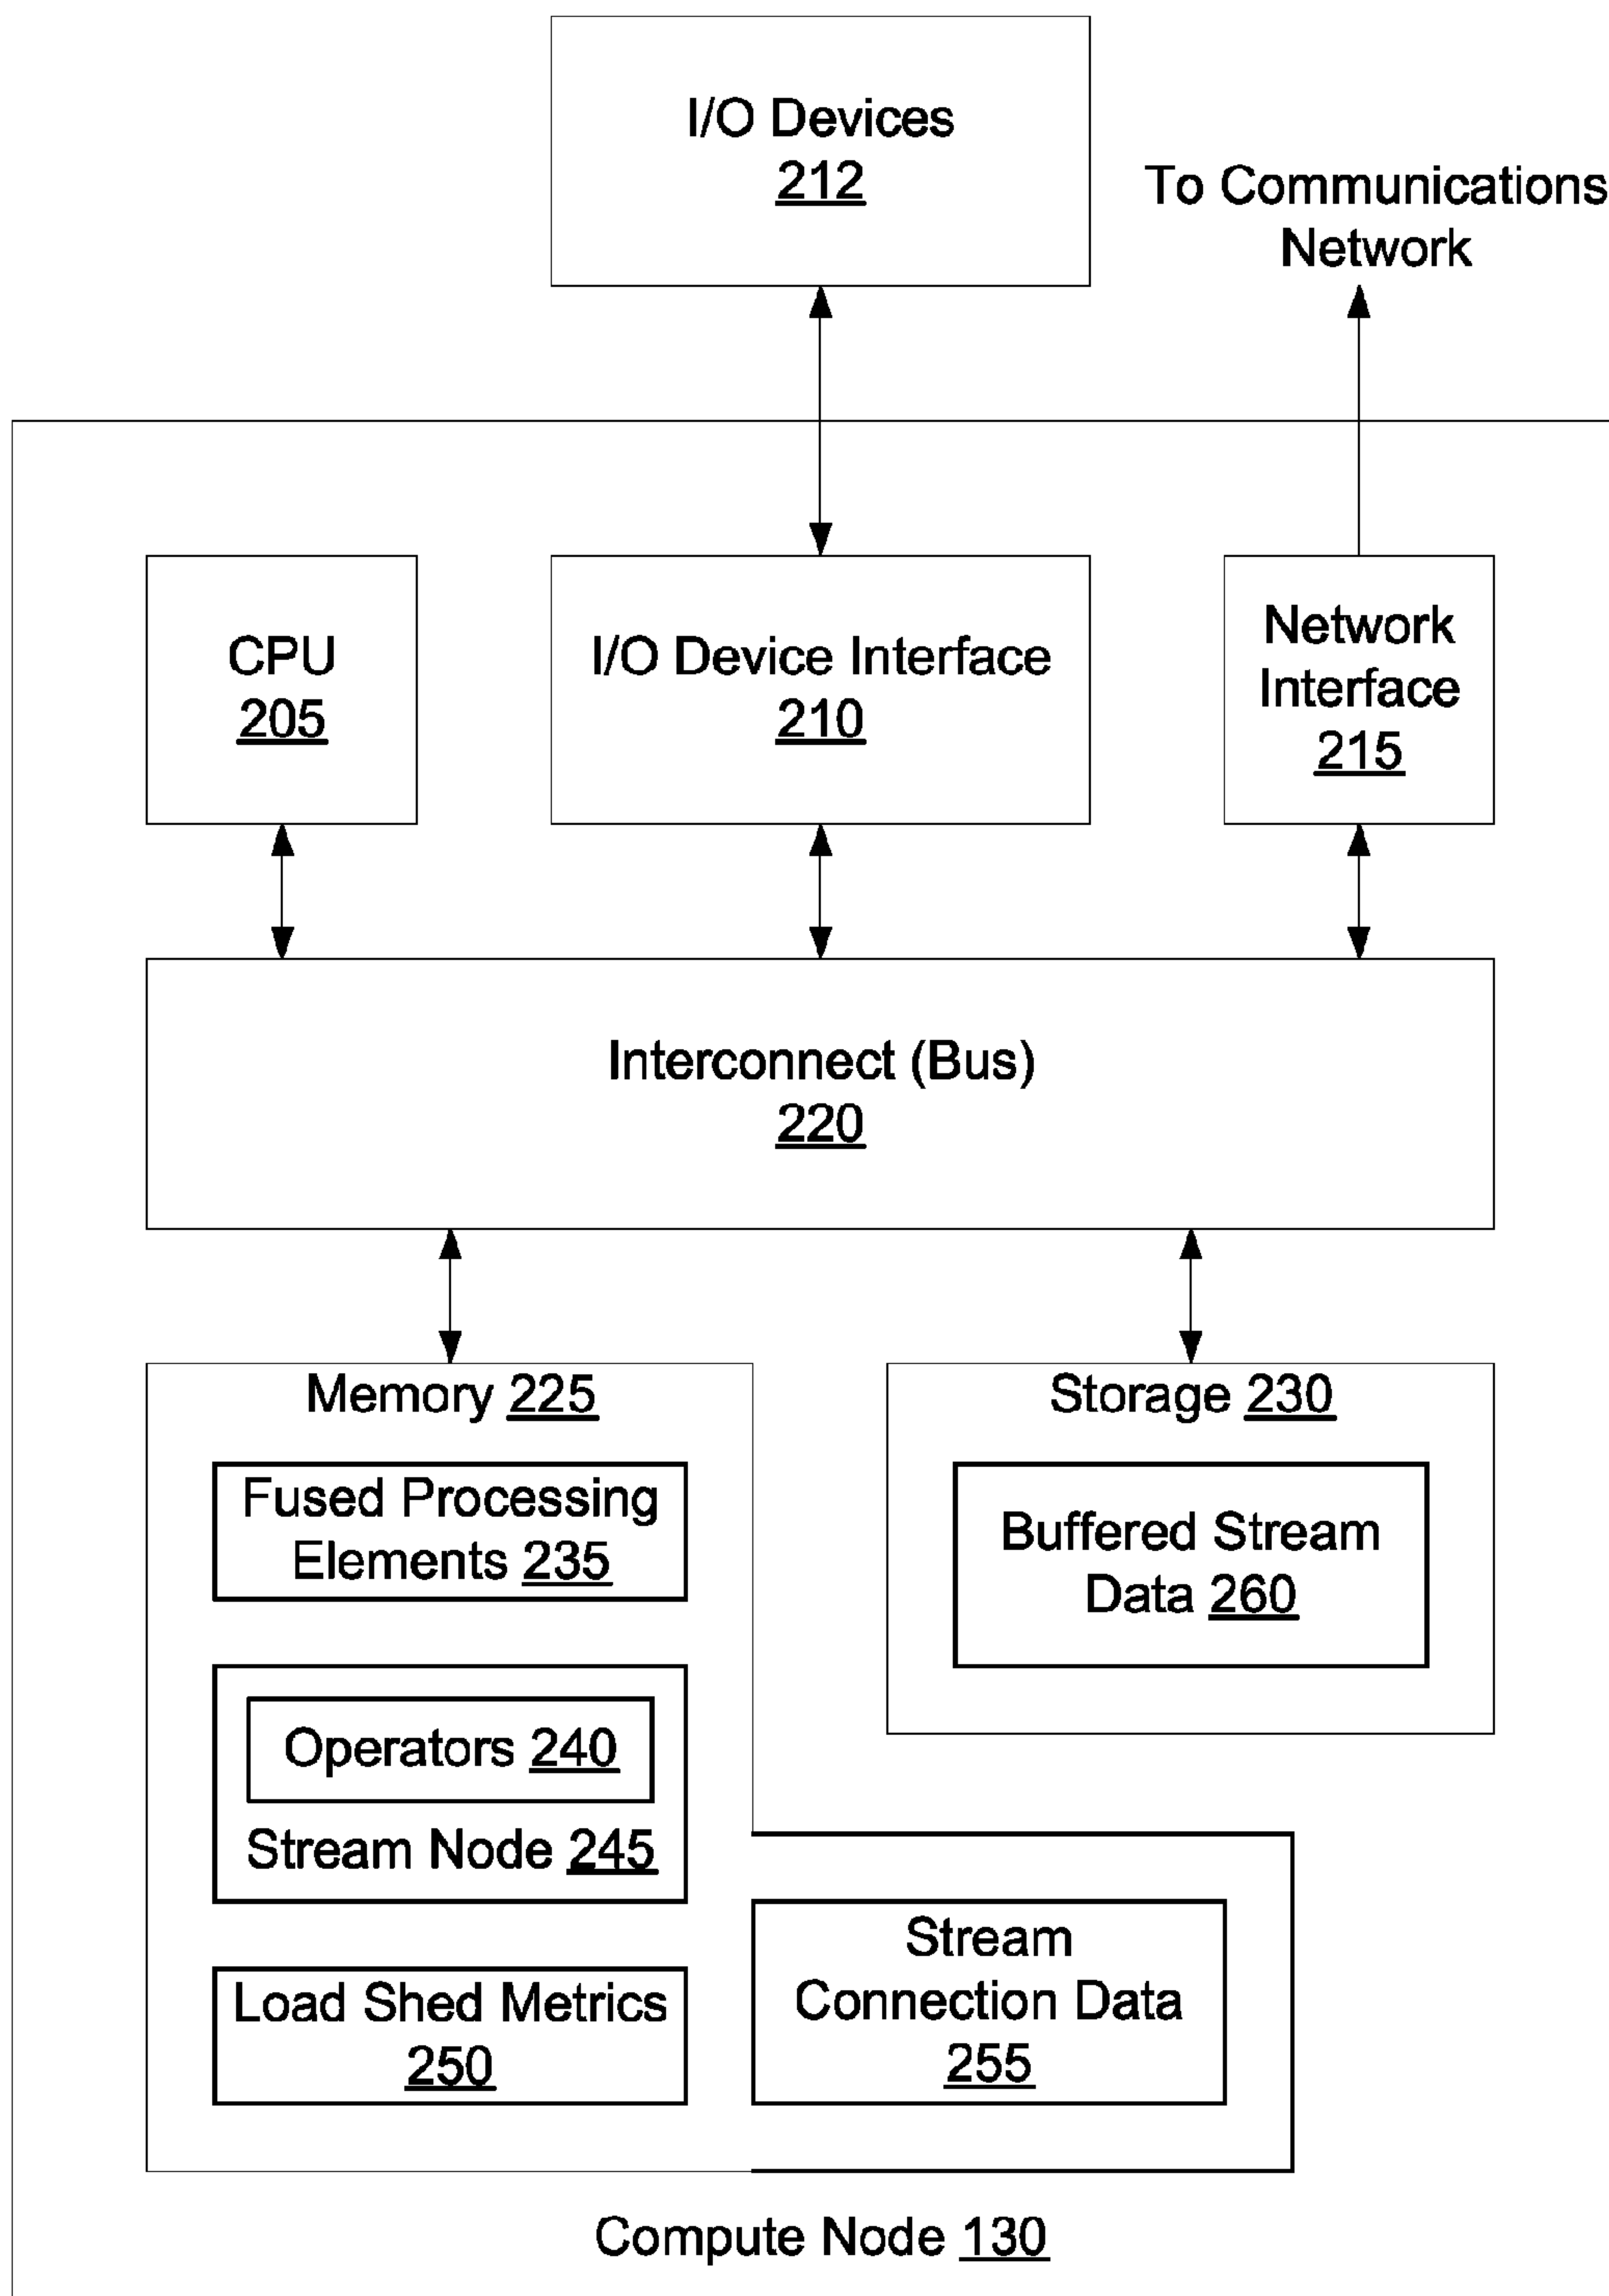 I/O Devices
212
To Communications
Network
CPU
205
I/O Device Interface
210
Network
Interface
215
Interconnect (Bus)
220
Memory 225
Fused Processing
Elements 235
Operators 240
Stream Node 245
Load Shed Metrics
250
Stream
Connection Data
255
Storage 230
Buffered Stream
Data 260
Compute Node 130